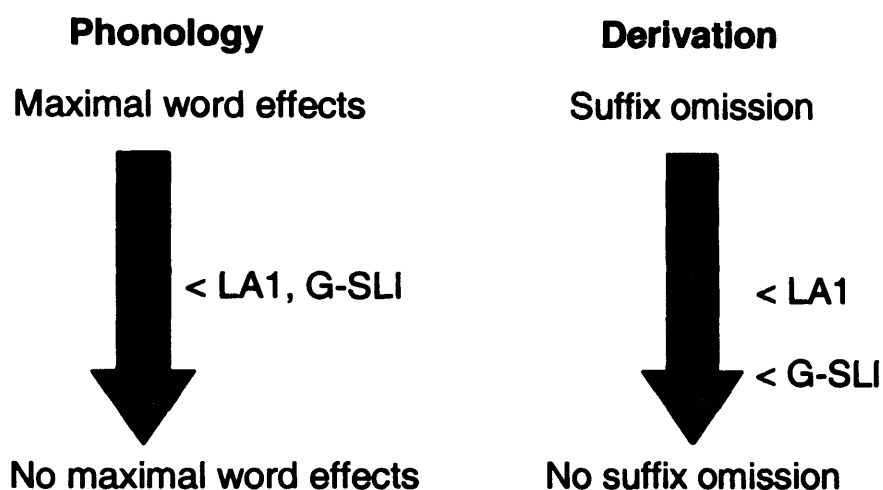 Phonology
Maximal word effects
< LA1, G-SLI
No maximal word effects
Derivation
Suffix omission
< LA1
< G-SLI
No suffix omission